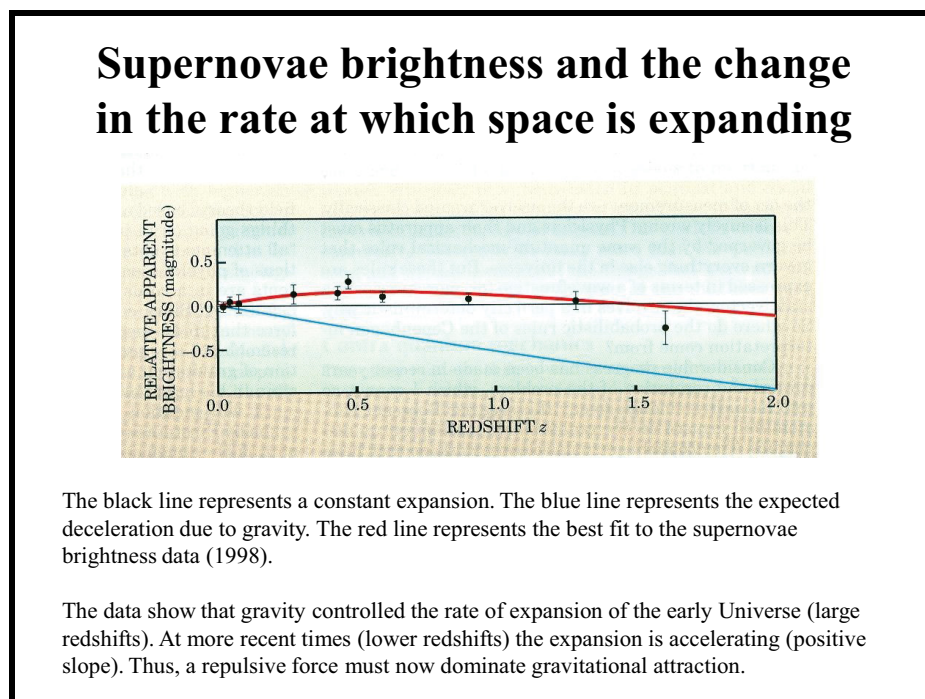 Supernovae brightness and the change
in the rate at which space is expanding
RELATIVE APPARENT
BRIGHTNESS (magnitude)
0.5
0.0
–0.5
0.0
0.5
1.0
1.5
2.0
REDSHIFT z
The black line represents a constant expansion. The blue line represents the expected
deceleration due to gravity. The red line represents the best fit to the supernovae
brightness data (1998).
The data show that gravity controlled the rate of expansion of the early Universe (large
redshifts). At more recent times (lower redshifts) the expansion is accelerating (positive
slope). Thus, a repulsive force must now dominate gravitational attraction.